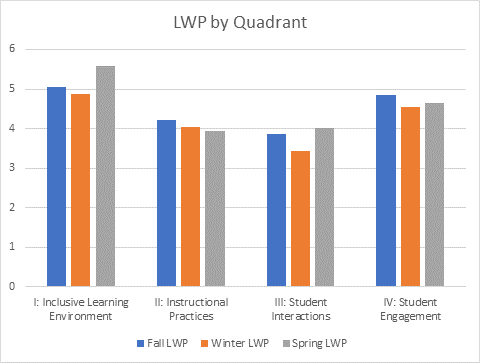 LWP by Quadrant
6
5
4
3
2
1
0
I: Inclusive Learning Environment
II: Instructional Practices
III: Student Interactions
IV: Student Engagement
Fall LWP
Winter LWP
Spring LWP